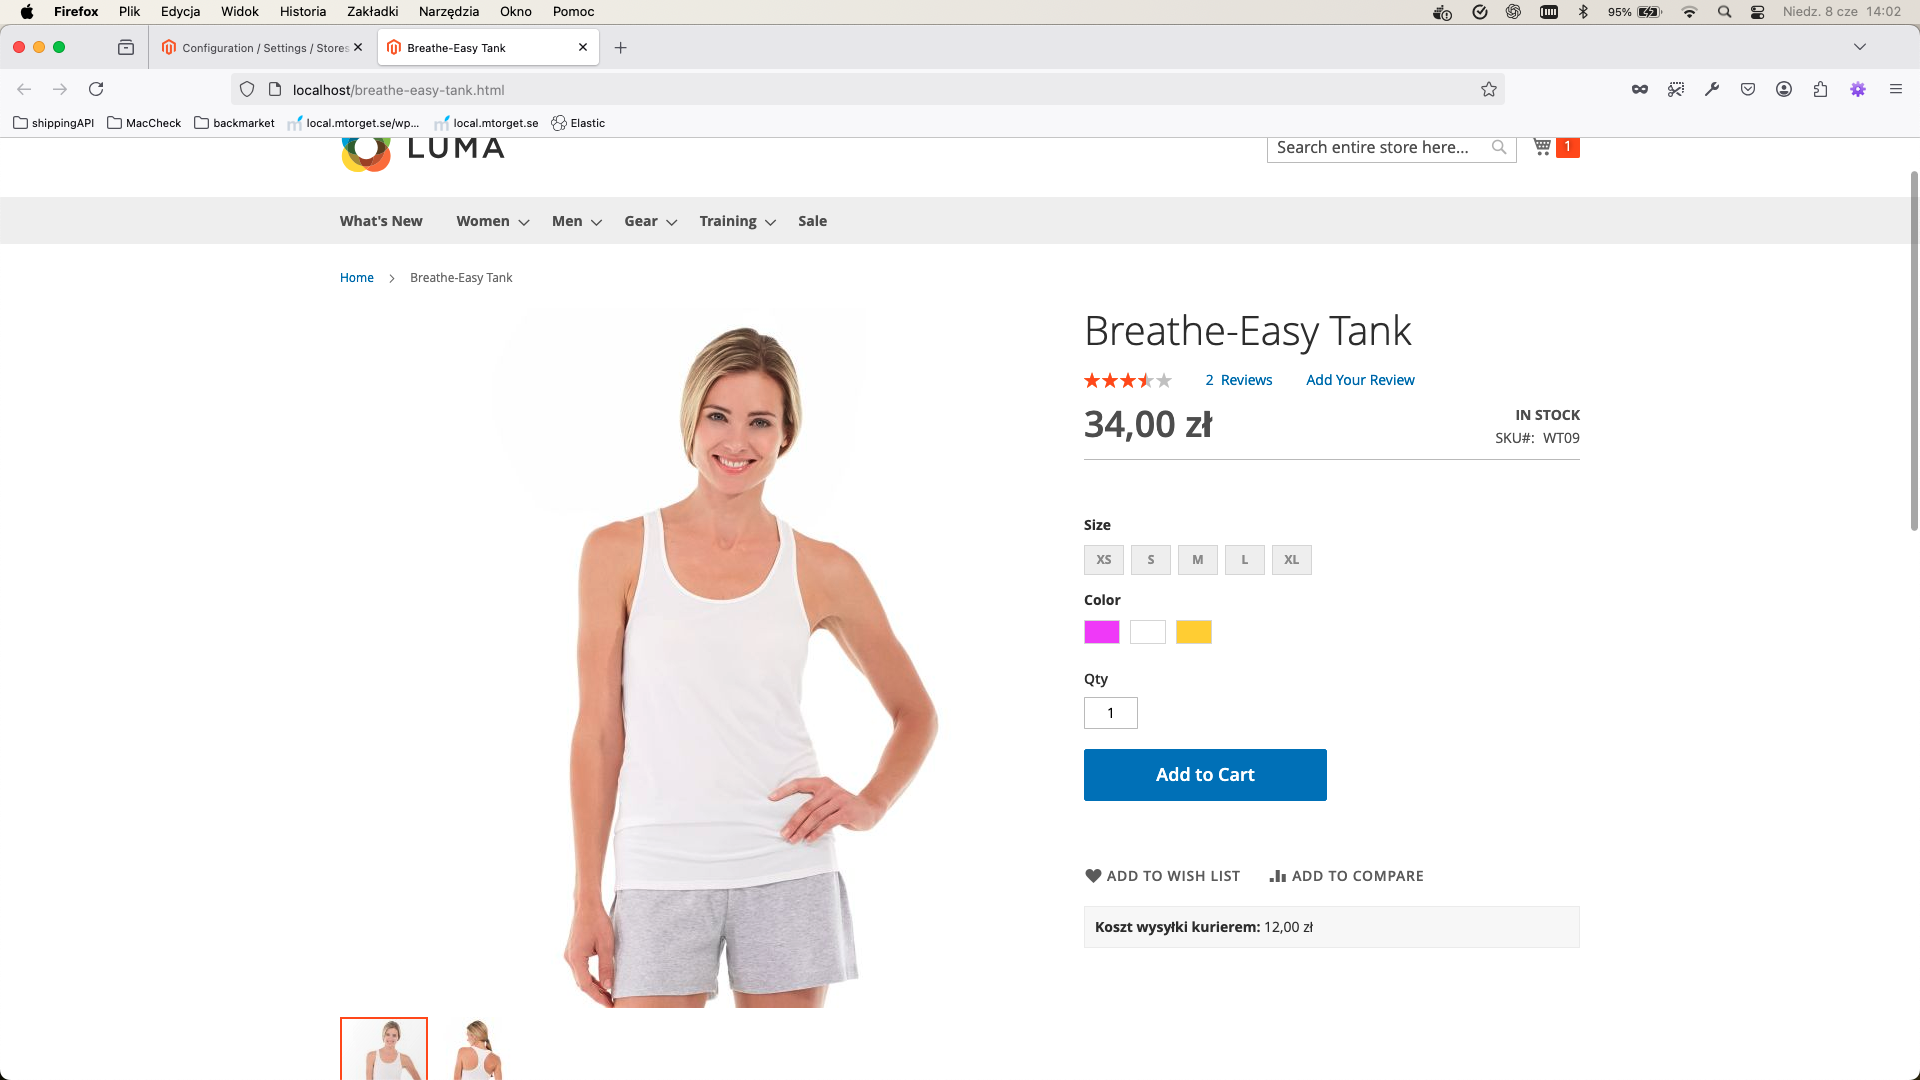 Firefox Plik Edycja Widok Historia Zakładki Narzędzia Okno Pomoc 95% Niedz. 8 cze 14:02
Configuration / Settings / Stores Breathe-Easy Tank
localhost/breathe-easy-tank.html
shippingAPI MacCheck backmarket local.mtorget.se/wp... local.mtorget.se Elastic
LUMA Search entire store here... 1
What's New Women Men Gear Training Sale
Home Breathe-Easy Tank
Breathe-Easy Tank
2 Reviews Add Your Review
34,00 zł IN STOCK
SKU#: WT09
Size
XS S M L XL
Color
Qty
1
Add to Cart
ADD TO WISH LIST ADD TO COMPARE
Koszt wysyłki kurierem: 12,00 zł